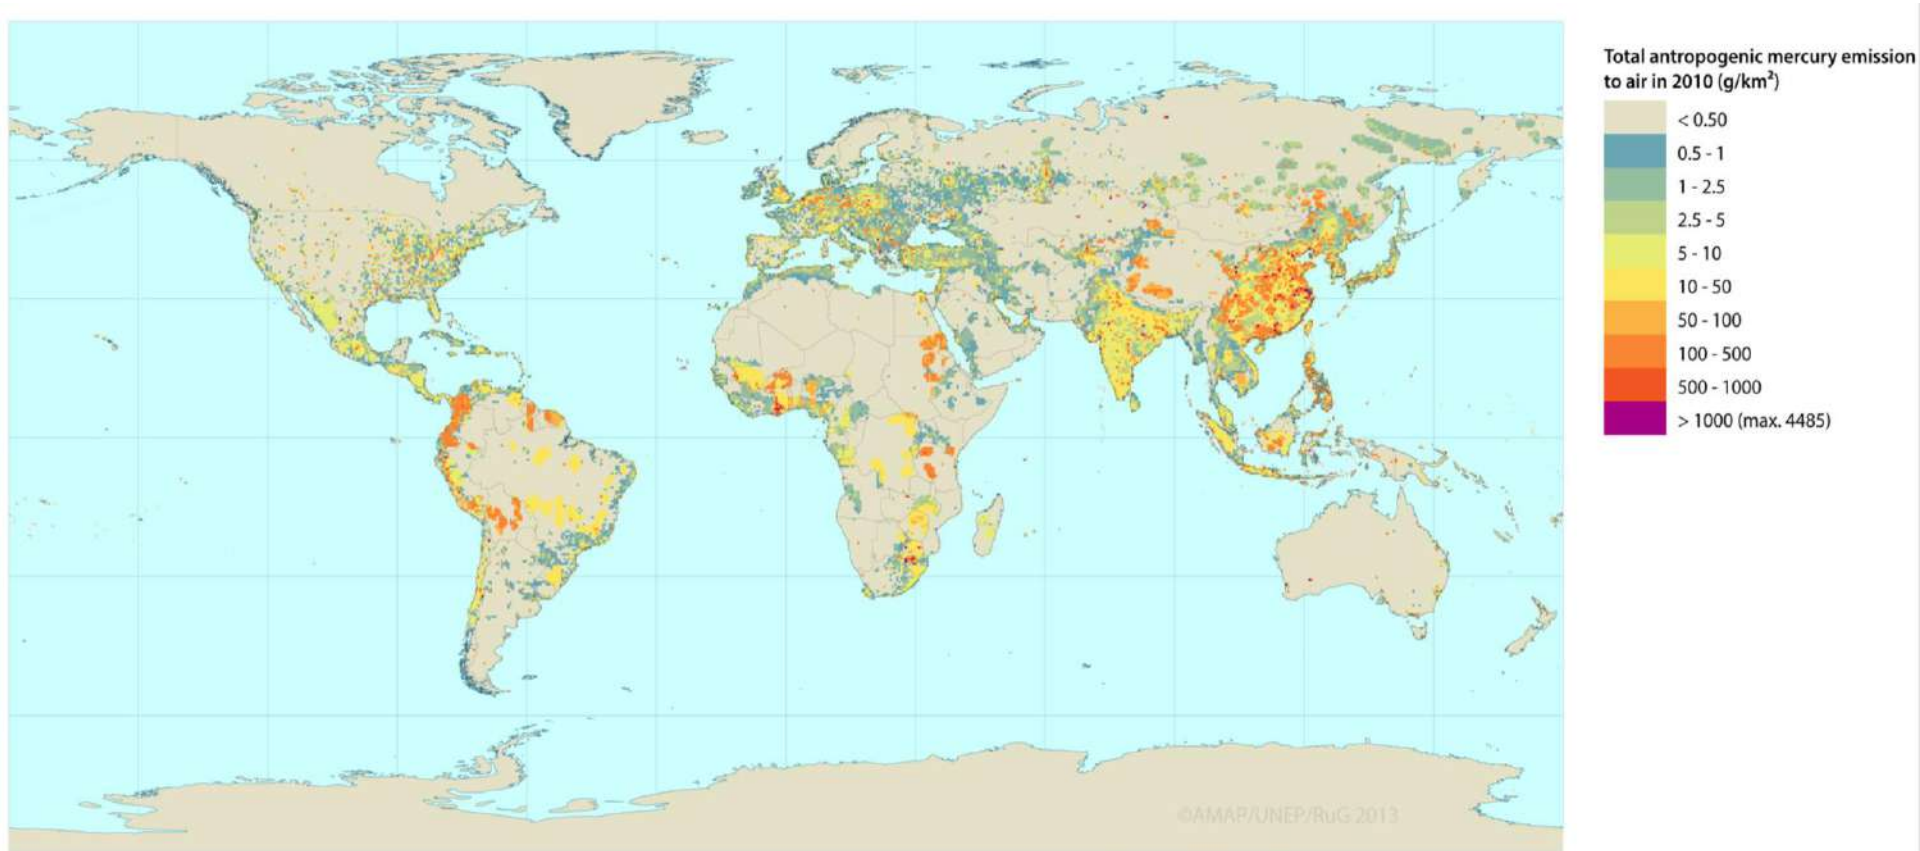 Total antropogenic mercury emission
to air in 2010 (g/km²)
< 0.50
0.5 - 1
1 - 2.5
2.5 - 5
5 - 10
10 - 50
50 - 100
100 - 500
500 - 1000
> 1000 (max. 4485)
©AMAP/UNEP/RuG 2013